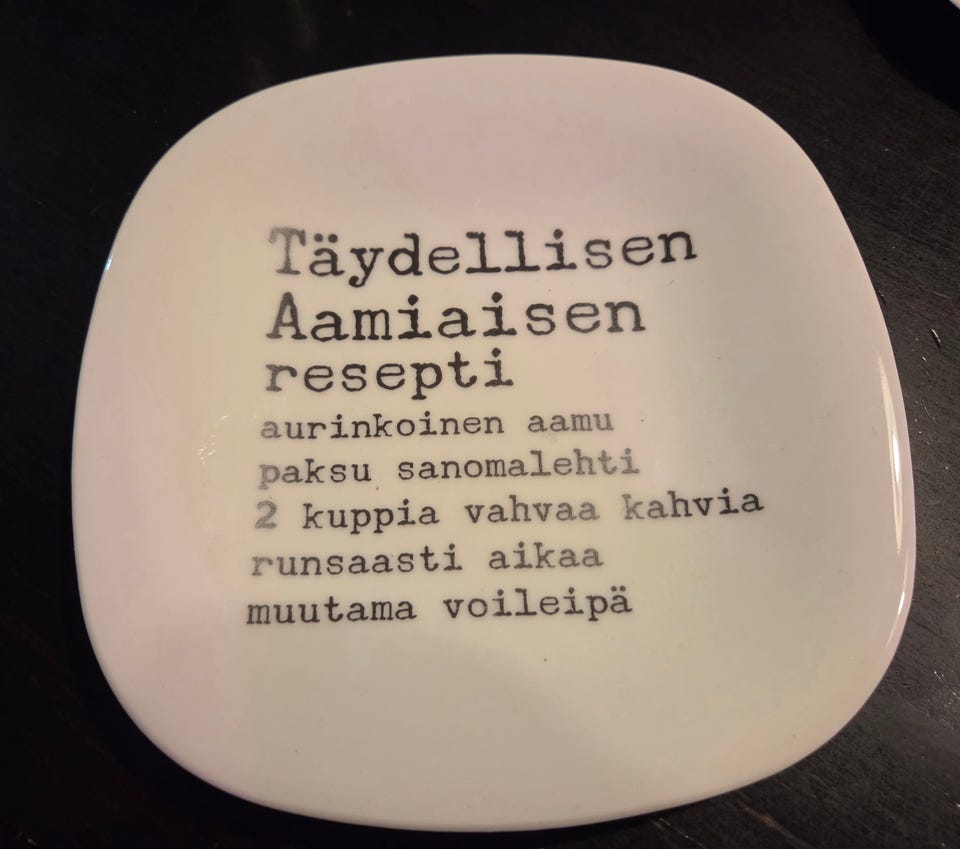 Täydellisen
Aamiaisen
resepti
aurinkoinen aamu
paksu sanomalehti
2 kuppia vahvaa kahvia
runsaasti aikaa
muutama voileipä